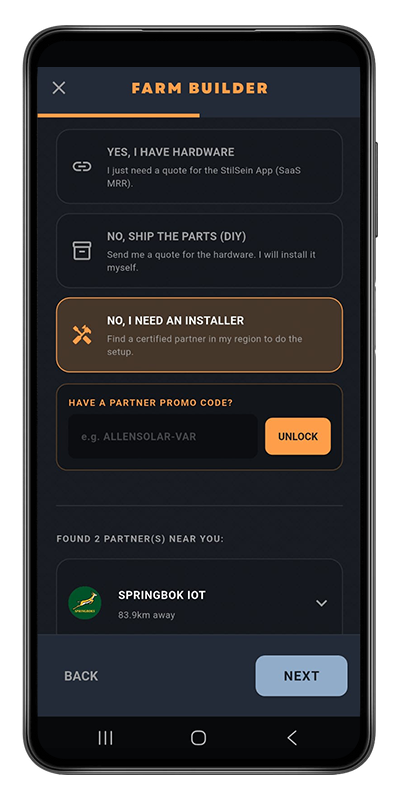 FARM BUILDER
YES, I HAVE HARDWARE
I just need a quote for the StilSein App (SaaS
MRR).
NO, SHIP THE PARTS (DIY)
Send me a quote for the hardware. I will install it
myself.
NO, I NEED AN INSTALLER
Find a certified partner in my region to do the
setup.
HAVE A PARTNER PROMO CODE?
e.g. ALLENSOLAR-VAR
UNLOCK
FOUND 2 PARTNER(S) NEAR YOU:
SPRINGBOK IOT
83.9km away
BACK
NEXT